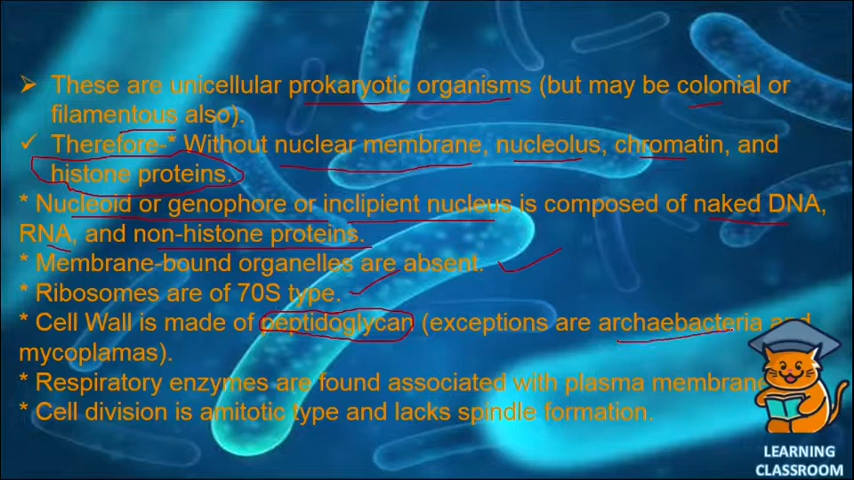 ➢ These are unicellular prokaryotic organisms (but may be colonial or
filamentous also).
✓ Therefore-* Without nuclear membrane, nucleolus, chromatin, and
histone proteins.
* Nucleoid or genophore or inclipient nucleus is composed of naked DNA,
RNA, and non-histone proteins.
* Membrane-bound organelles are absent.
* Ribosomes are of 70S type.
* Cell Wall is made of peptidoglycan (exceptions are archaebacteria and
mycoplamas).
* Respiratory enzymes are found associated with plasma
* Cell division is amitotic type and lacks spindle formation.
LEARNING
CLASSROOM